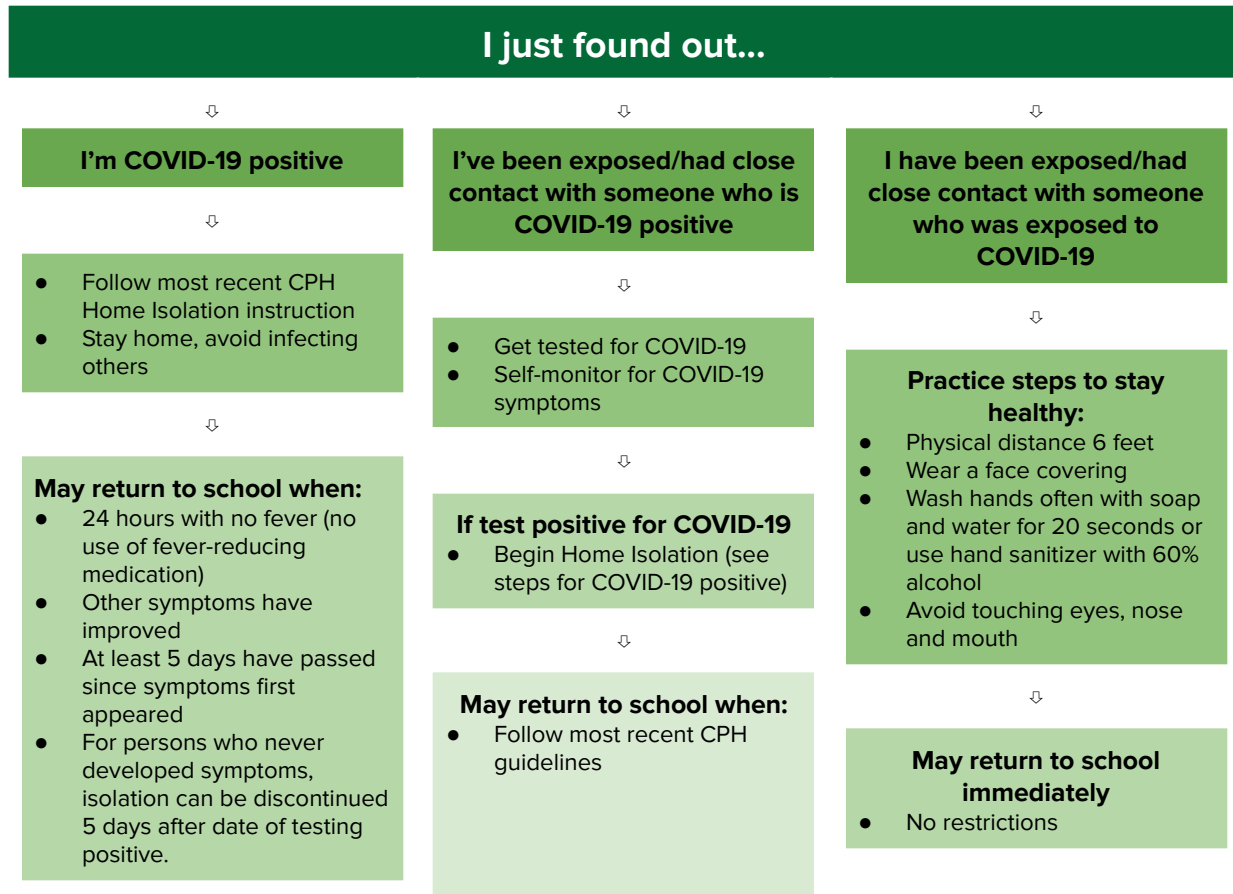 I just found out...
⇩
I'm COVID-19 positive
⇩
● Follow most recent CPH
Home Isolation instruction
● Stay home, avoid infecting
others
⇩
May return to school when:
● 24 hours with no fever (no
use of fever-reducing
medication)
● Other symptoms have
improved
● At least 5 days have passed
since symptoms first
appeared
● For persons who never
developed symptoms,
isolation can be discontinued
5 days after date of testing
positive.
⇩
I've been exposed/had close
contact with someone who is
COVID-19 positive
⇩
● Get tested for COVID-19
● Self-monitor for COVID-19
symptoms
⇩
If test positive for COVID-19
● Begin Home Isolation (see
steps for COVID-19 positive)
⇩
May return to school when:
● Follow most recent CPH
guidelines
⇩
I have been exposed/had
close contact with someone
who was exposed to
COVID-19
⇩
Practice steps to stay
healthy:
● Physical distance 6 feet
● Wear a face covering
● Wash hands often with soap
and water for 20 seconds or
use hand sanitizer with 60%
alcohol
● Avoid touching eyes, nose
and mouth
⇩
May return to school
immediately
● No restrictions